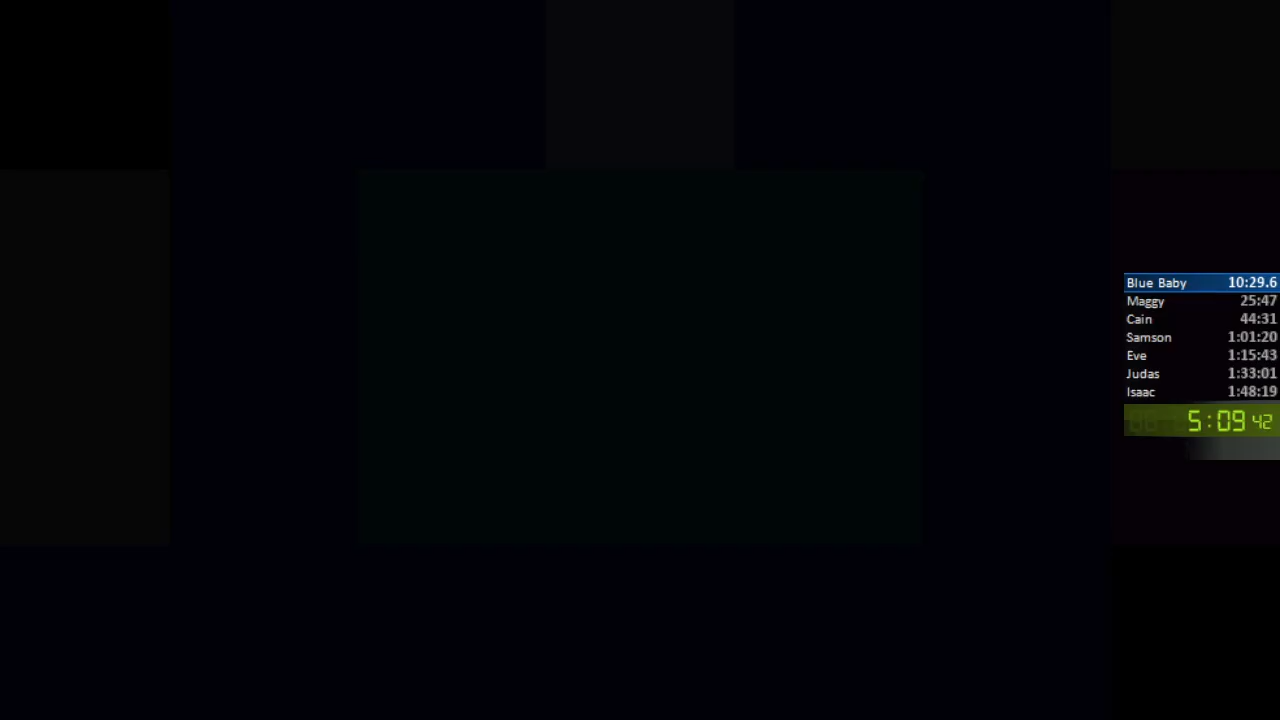 Blue Baby 10:29.6
Maggy 25:47
Cain 44:31
Samson 1:01:20
Eve 1:15:43
Judas 1:33:01
Isaac 1:48:19
5:09 42